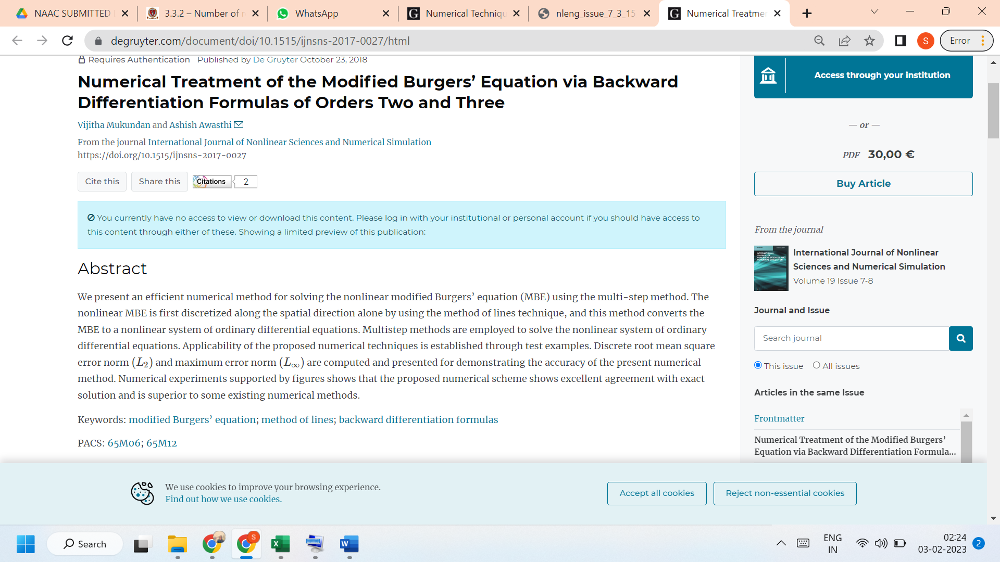 NAAC SUBMITTED
3.3.2 – Number of r
WhatsApp
Numerical Techniqu
nleng_issue_7_3_15
Numerical Treatmer
degruyter.com/document/doi/10.1515/ijnsns-2017-0027/html
S
Error
Requires Authentication Published by De Gruyter October 23, 2018
Numerical Treatment of the Modified Burgers’ Equation via Backward
Differentiation Formulas of Orders Two and Three
Vijitha Mukundan and Ashish Awasthi
From the journal International Journal of Nonlinear Sciences and Numerical Simulation
https://doi.org/10.1515/ijnsns-2017-0027
Cite this
Share this
Citations 2
You currently have no access to view or download this content. Please log in with your institutional or personal account if you should have access to
this content through either of these. Showing a limited preview of this publication:
Abstract
We present an efficient numerical method for solving the nonlinear modified Burgers’ equation (MBE) using the multi-step method. The
nonlinear MBE is first discretized along the spatial direction alone by using the method of lines technique, and this method converts the
MBE to a nonlinear system of ordinary differential equations. Multistep methods are employed to solve the nonlinear system of ordinary
differential equations. Applicability of the proposed numerical techniques is established through test examples. Discrete root mean square
error norm (L₂) and maximum error norm (L∞) are computed and presented for demonstrating the accuracy of the present numerical
method. Numerical experiments supported by figures shows that the proposed numerical scheme shows excellent agreement with exact
solution and is superior to some existing numerical methods.
Keywords: modified Burgers’ equation; method of lines; backward differentiation formulas
PACS: 65M06; 65M12
Access through your institution
— or —
PDF 30,00 €
Buy Article
From the journal
International Journal of Nonlinear
Sciences and Numerical Simulation
Volume 19 Issue 7-8
Journal and Issue
Search journal
This issue
All issues
Articles in the same Issue
Frontmatter
Numerical Treatment of the Modified Burgers’
Equation via Backward Differentiation Formula...
We use cookies to improve your browsing experience.
Find out how we use cookies.
Accept all cookies
Reject non-essential cookies
Search
ENG
IN
02:24
03-02-2023
2